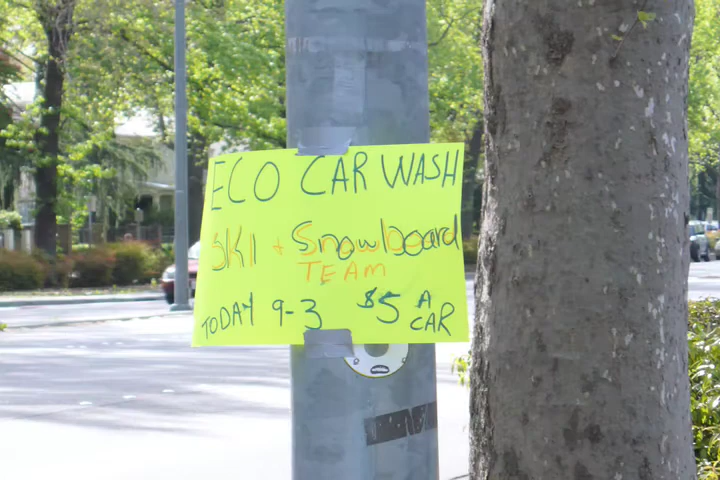 ECO CAR WASH
SKI + Snowboard
TEAM
TODAY 9-3 $5 A
CAR